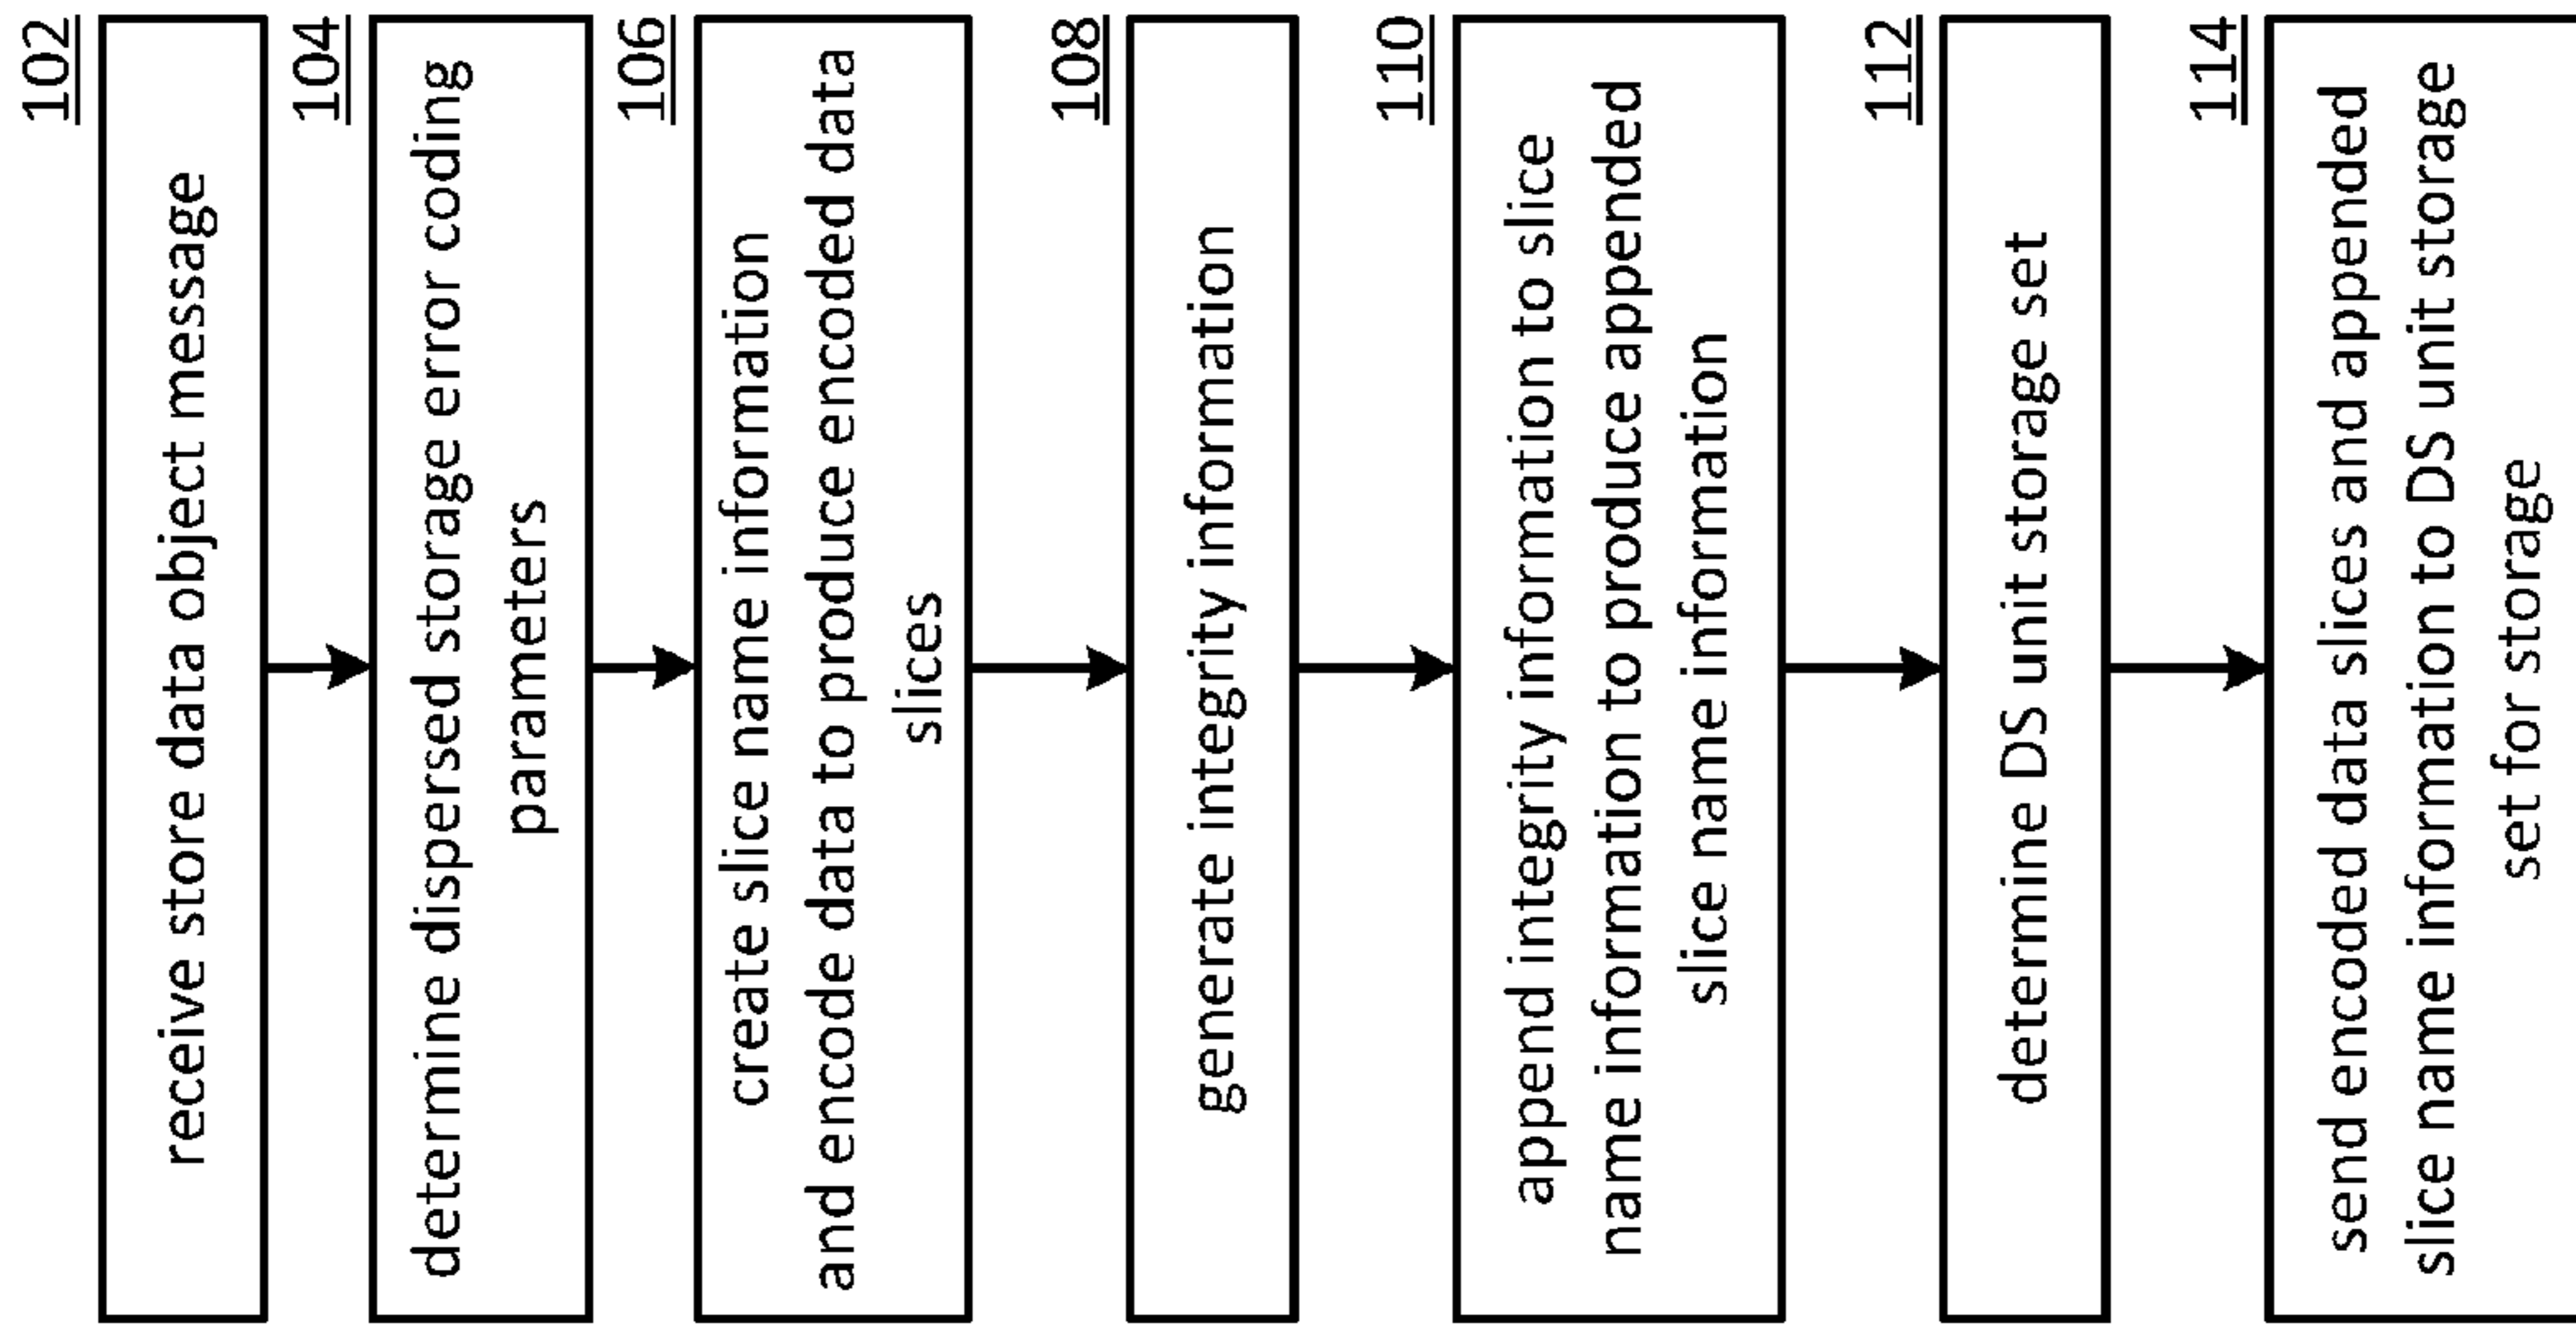 102
receive store data object message
104
determine dispersed storage error coding
parameters
106
create slice name information
and encode data to produce encoded data
slices
108
generate integrity information
110
append integrity information to slice
name information to produce appended
slice name information
112
determine DS unit storage set
114
send encoded data slices and appended
slice name information to DS unit storage
set for storage